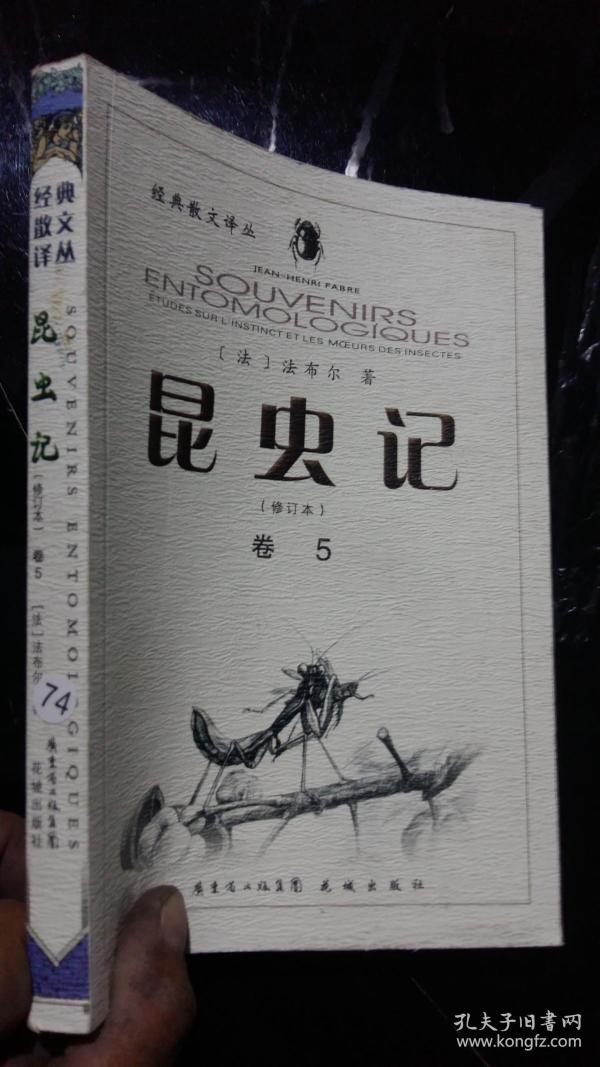 经典散文译丛
JEAN-HENRI FABRE
SOUVENIRS
ENTOMOLOGIQUES
ÉTUDES SUR L'INSTINCT ET LES MŒURS DES INSECTES
〔法〕法布尔 著
昆虫记
(修订本)
卷 5
广东省出版集团 花城出版社
经典
散文
译丛
昆虫记
(修订本)
卷5
〔法〕法布尔
SOUVENIRS ENTOMOLOGIQUES
74
广东省出版集团
花城出版社
孔夫子旧书网
www.kongfz.com